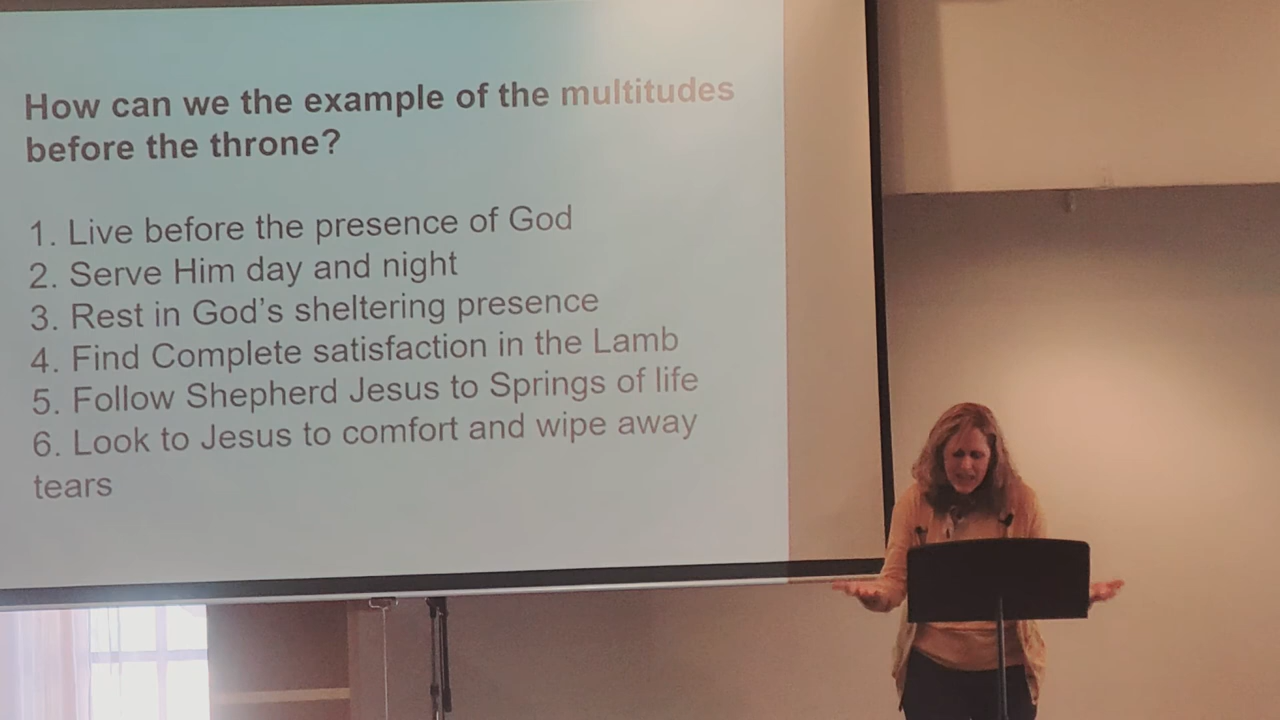 How can we the example of the multitudes
before the throne?
1. Live before the presence of God
2. Serve Him day and night
3. Rest in God's sheltering presence
4. Find Complete satisfaction in the Lamb
5. Follow Shepherd Jesus to Springs of life
6. Look to Jesus to comfort and wipe away
tears